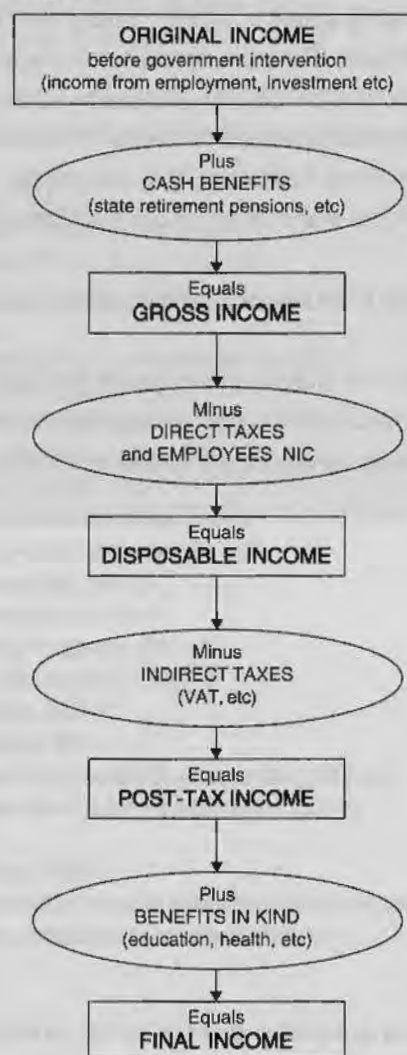 ORIGINAL INCOME
before government intervention
(income from employment, investment etc)
Plus
CASH BENEFITS
(state retirement pensions, etc)
Equals
GROSS INCOME
Minus
DIRECT TAXES
and EMPLOYEES NIC
Equals
DISPOSABLE INCOME
Minus
INDIRECT TAXES
(VAT, etc)
Equals
POST-TAX INCOME
Plus
BENEFITS IN KIND
(education, health, etc)
Equals
FINAL INCOME